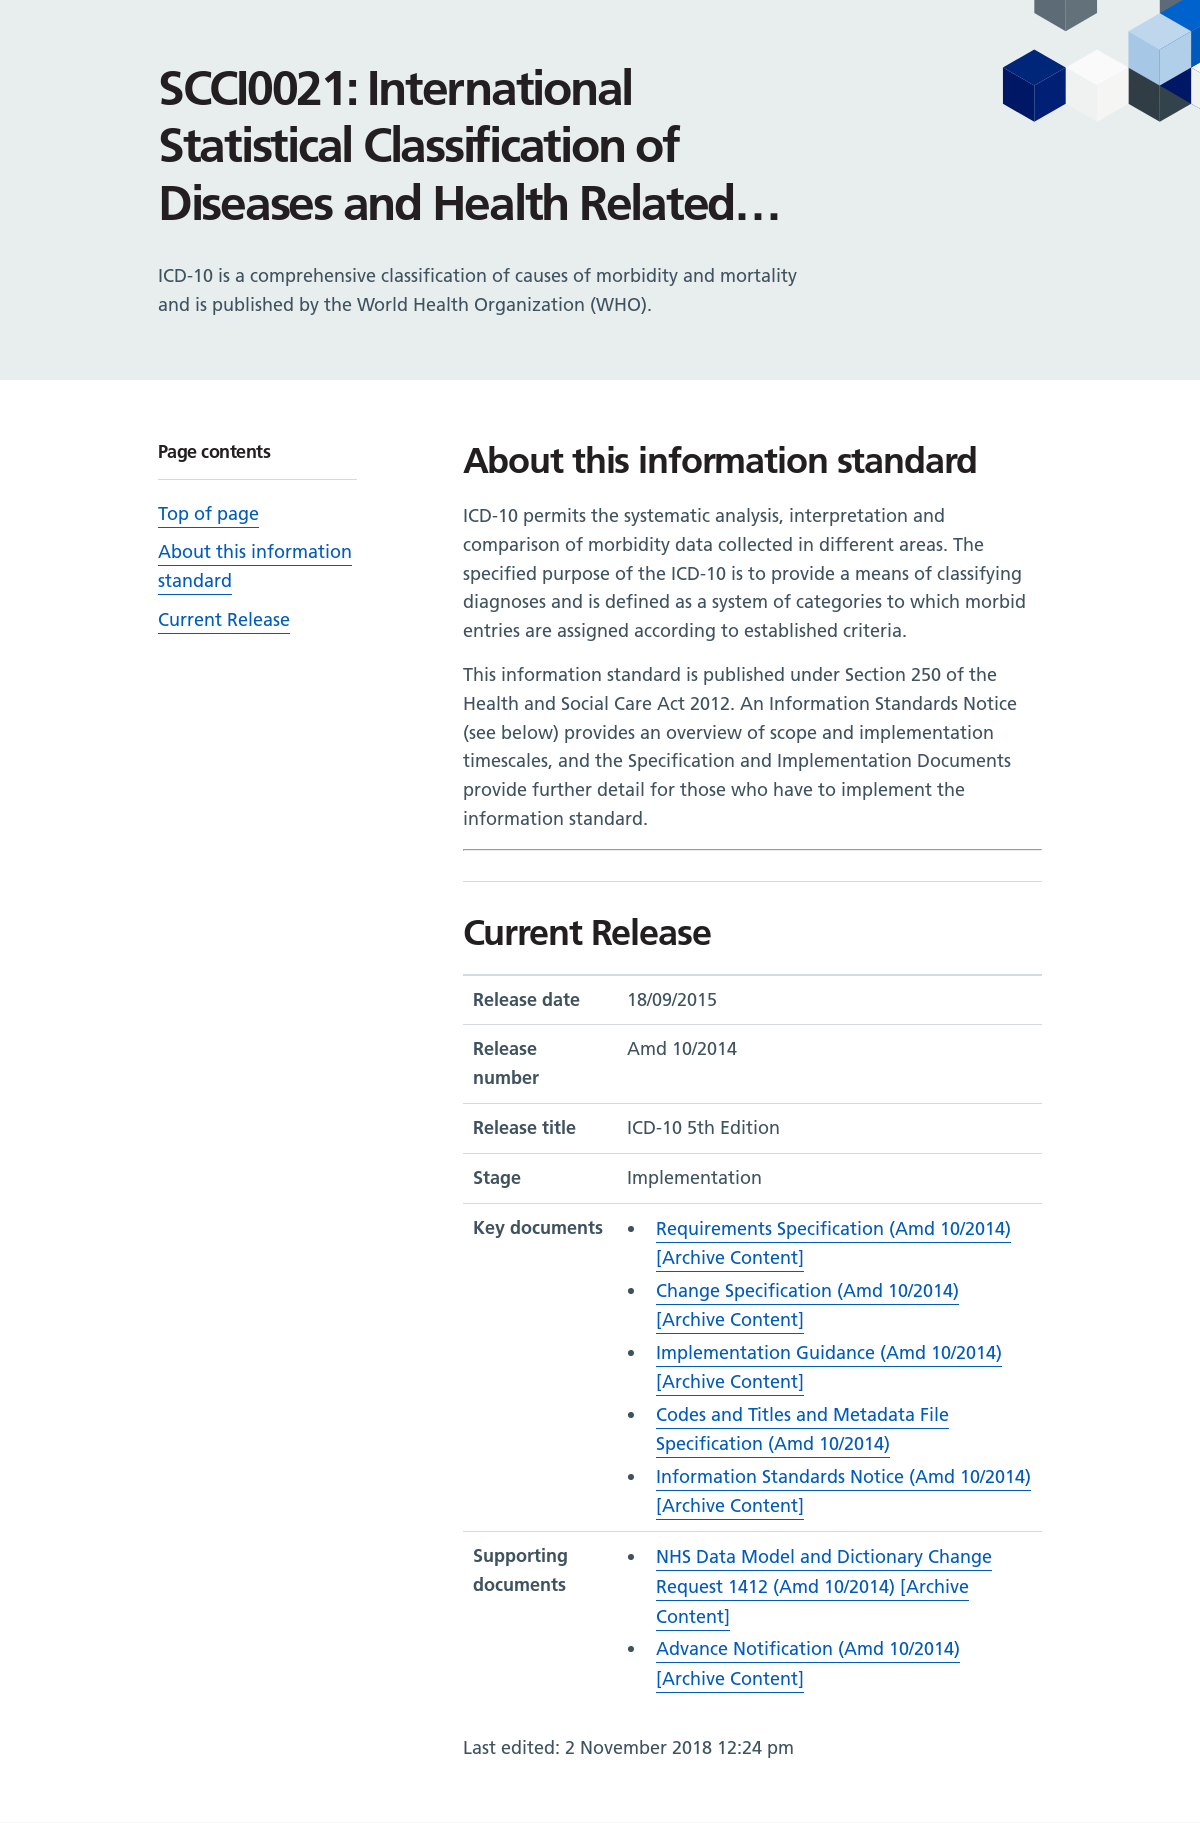 SCCI0021: International
Statistical Classification of
Diseases and Health Related…
ICD-10 is a comprehensive classification of causes of morbidity and mortality
and is published by the World Health Organization (WHO).
Page contents
Top of page
About this information
standard
Current Release
About this information standard
ICD-10 permits the systematic analysis, interpretation and
comparison of morbidity data collected in different areas. The
specified purpose of the ICD-10 is to provide a means of classifying
diagnoses and is defined as a system of categories to which morbid
entries are assigned according to established criteria.
This information standard is published under Section 250 of the
Health and Social Care Act 2012. An Information Standards Notice
(see below) provides an overview of scope and implementation
timescales, and the Specification and Implementation Documents
provide further detail for those who have to implement the
information standard.
Current Release
Release date 18/09/2015
Release Amd 10/2014
number
Release title ICD-10 5th Edition
Stage Implementation
Key documents • Requirements Specification (Amd 10/2014)
[Archive Content]
• Change Specification (Amd 10/2014)
[Archive Content]
• Implementation Guidance (Amd 10/2014)
[Archive Content]
• Codes and Titles and Metadata File
Specification (Amd 10/2014)
• Information Standards Notice (Amd 10/2014)
[Archive Content]
Supporting • NHS Data Model and Dictionary Change
documents Request 1412 (Amd 10/2014) [Archive
Content]
• Advance Notification (Amd 10/2014)
[Archive Content]
Last edited: 2 November 2018 12:24 pm